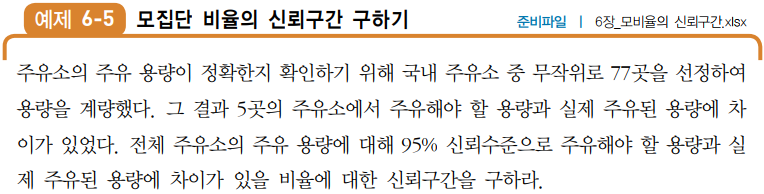 예제 6-5 모집단 비율의 신뢰구간 구하기 준비파일 | 6장_모비율의 신뢰구간.xlsx
주유소의 주유 용량이 정확한지 확인하기 위해 국내 주유소 중 무작위로 77곳을 선정하여
용량을 계량했다. 그 결과 5곳의 주유소에서 주유해야 할 용량과 실제 주유된 용량에 차
이가 있었다. 전체 주유소의 주유 용량에 대해 95% 신뢰수준으로 주유해야 할 용량과 실
제 주유된 용량에 차이가 있을 비율에 대한 신뢰구간을 구하라.